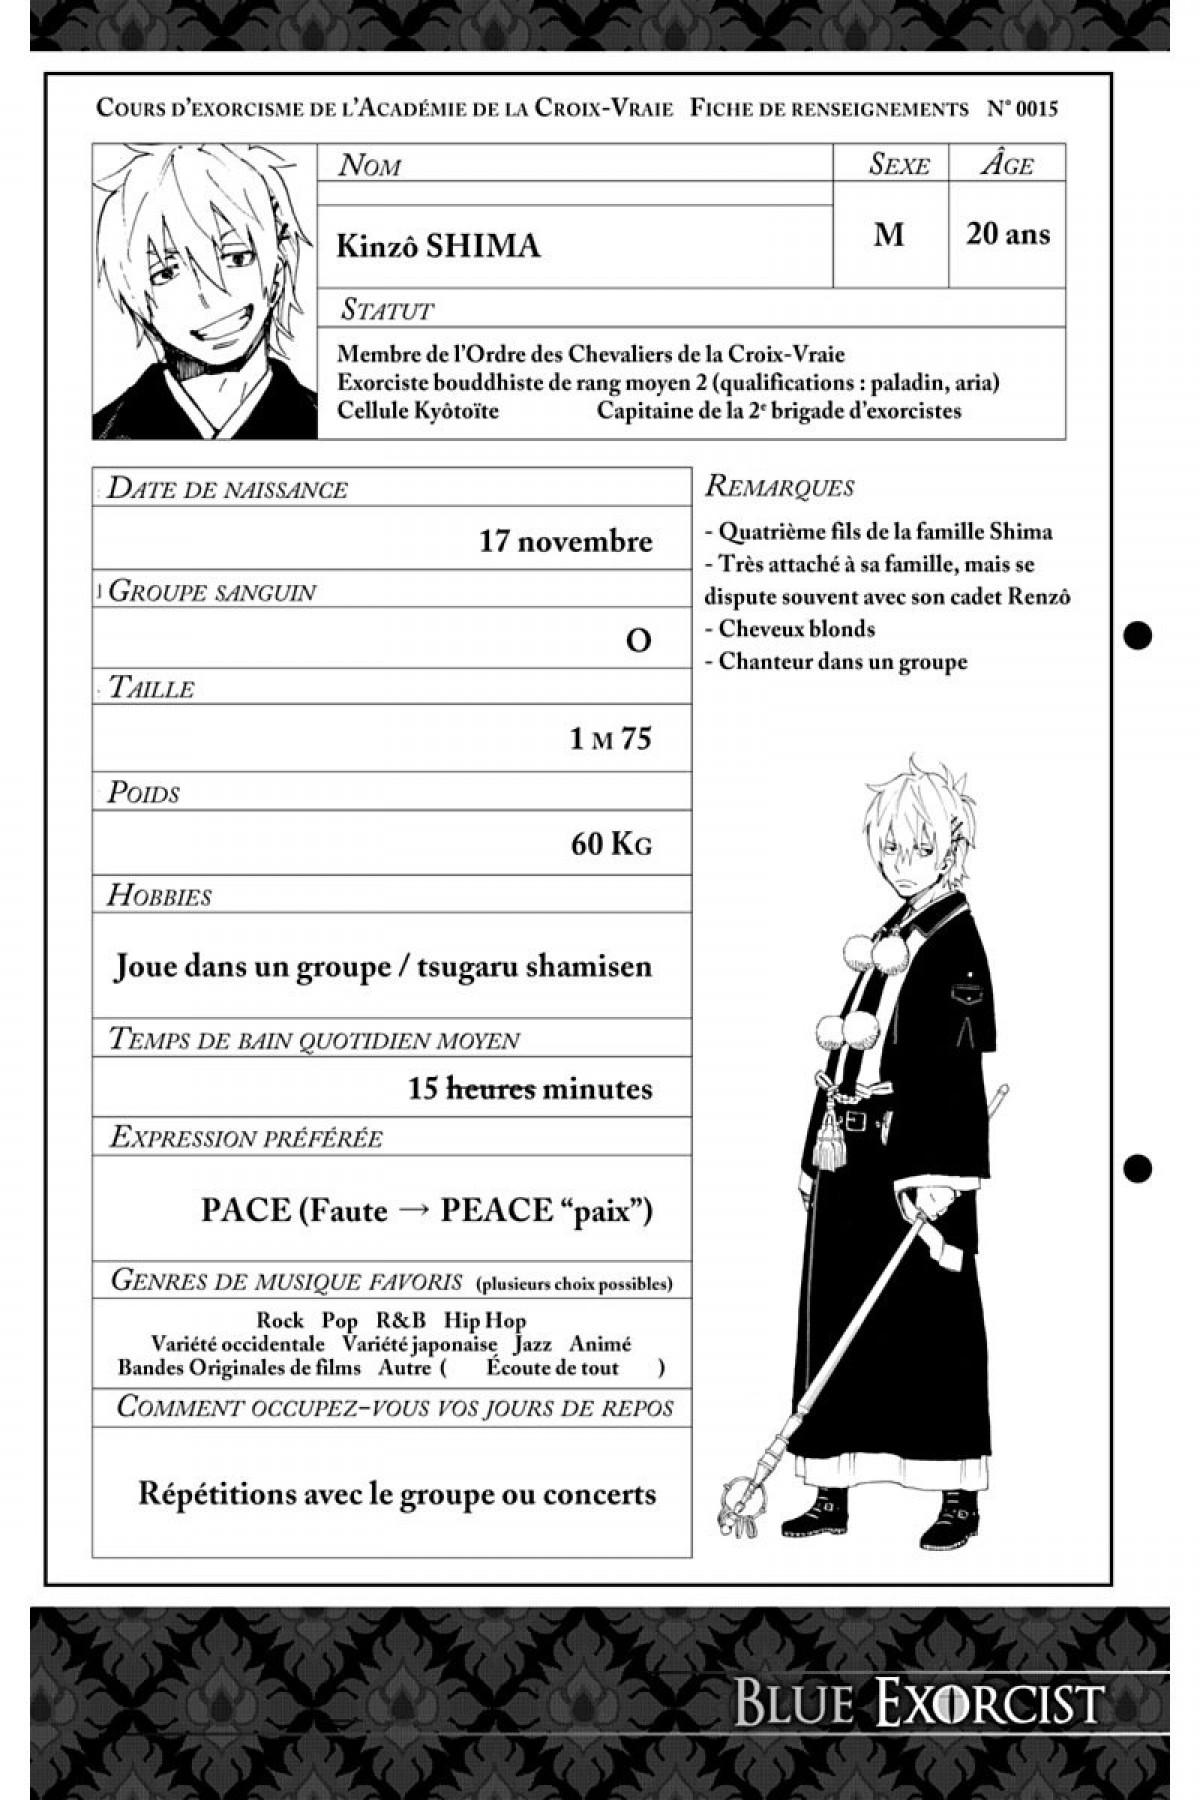 Cours d'exorcisme de l'Académie de la Croix-Vraie Fiche de renseignements N° 0015
Nom
Sexe
Âge
Kinzô SHIMA
M
20 ans
Statut
Membre de l'Ordre des Chevaliers de la Croix-Vraie
Exorciste bouddhiste de rang moyen 2 (qualifications : paladin, aria)
Cellule Kyôtoïte Capitaine de la 2e brigade d'exorcistes
Date de naissance
17 novembre
Groupe sanguin
O
Taille
1 m 75
Poids
60 Kg
Hobbies
Joue dans un groupe / tsugaru shamisen
Temps de bain quotidien moyen
15 heures minutes
Expression préférée
PACE (Faute → PEACE “paix”)
Genres de musique favoris (plusieurs choix possibles)
Rock Pop R&B Hip Hop
Variété occidentale Variété japonaise Jazz Animé
Bandes Originales de films Autre ( Écoute de tout )
Comment occupez-vous vos jours de repos
Répétitions avec le groupe ou concerts
Remarques
- Quatrième fils de la famille Shima
- Très attaché à sa famille, mais se
dispute souvent avec son cadet Renzô
- Cheveux blonds
- Chanteur dans un groupe
Blue Exorcist